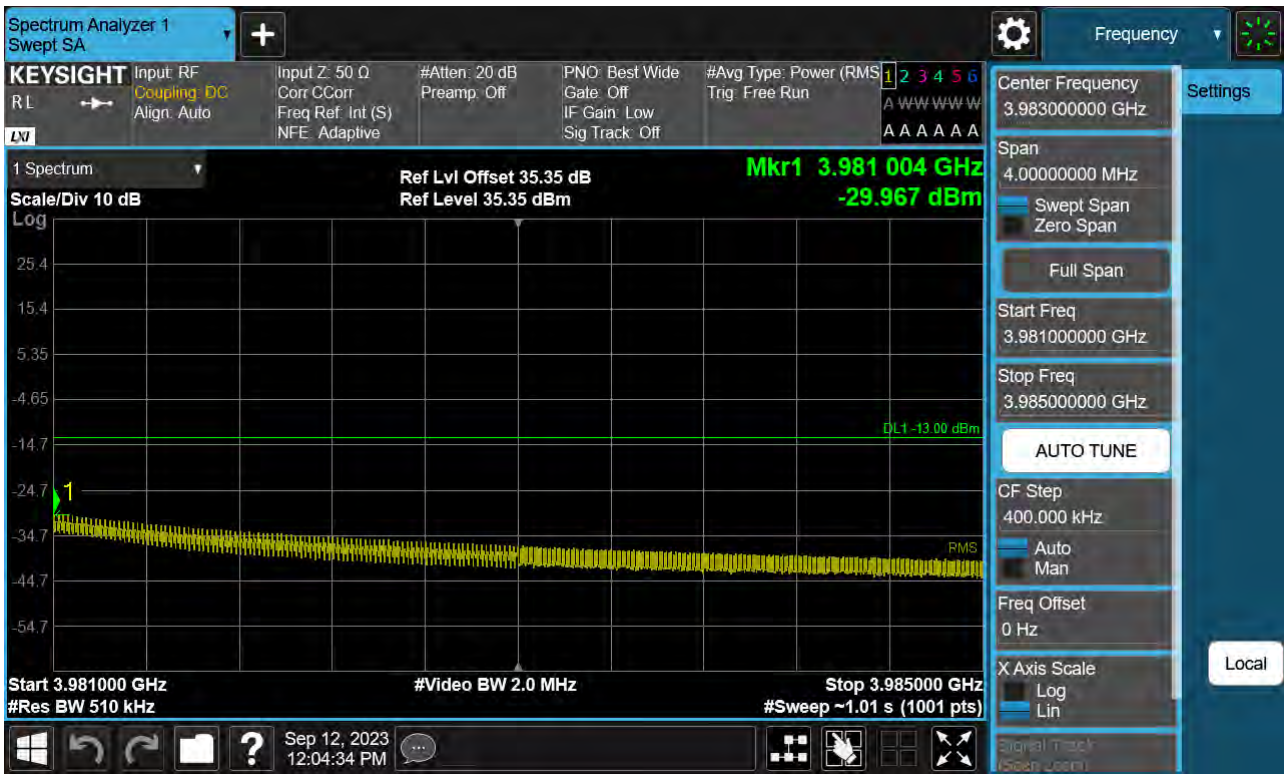 Spectrum Analyzer 1
Swept SA
Frequency
KEYSIGHT
RL
LXI
Input: RF
Coupling: DC
Align: Auto
Input Z: 50 Ω
Corr CCorr
Freq Ref: Int (S)
NFE: Adaptive
#Atten: 20 dB
Preamp: Off
PNO: Best Wide
Gate: Off
IF Gain: Low
Sig Track: Off
#Avg Type: Power (RMS
Trig: Free Run
1 2 3 4 5 6
A W W W W W
A A A A A A
1 Spectrum
Scale/Div 10 dB
Log
Ref Lvl Offset 35.35 dB
Ref Level 35.35 dBm
Mkr1 3.981 004 GHz
-29.967 dBm
25.4
15.4
5.35
-4.65
-14.7
-24.7
-34.7
-44.7
-54.7
DL1 -13.00 dBm
1
RMS
Start 3.981000 GHz
#Res BW 510 kHz
#Video BW 2.0 MHz
Stop 3.985000 GHz
#Sweep ~1.01 s (1001 pts)
Sep 12, 2023
12:04:34 PM
Center Frequency
3.983000000 GHz
Span
4.00000000 MHz
Swept Span
Zero Span
Full Span
Start Freq
3.981000000 GHz
Stop Freq
3.985000000 GHz
AUTO TUNE
CF Step
400.000 kHz
Auto
Man
Freq Offset
0 Hz
X Axis Scale
Log
Lin
Signal Track
(Span Zoom)
Settings
Local